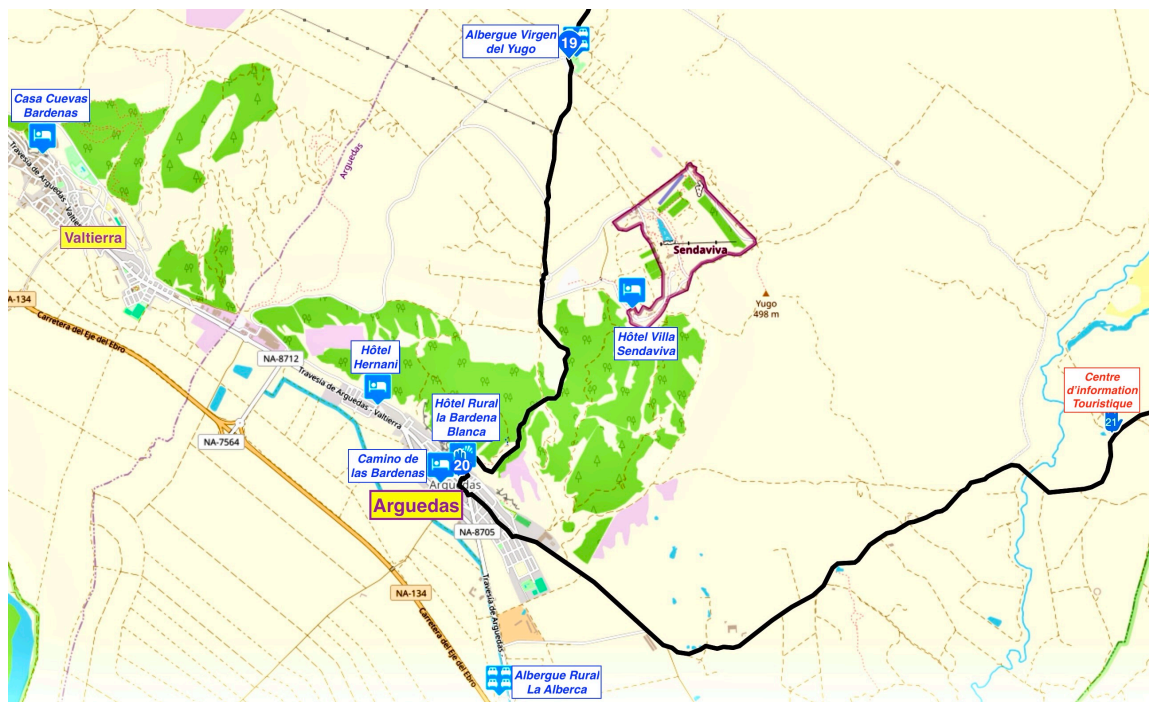 Albergue Virgen
del Yugo
19
Casa Cuevas
Bardenas
Arguedas
Travesía de Arguedas - Valtierra
Valtierra
Sendaviva
Yugo
498 m
A-134
Carretera del Eje del Ebro
Hôtel Villa
Sendaviva
Hôtel
Hernani
NA-8712
Travesía de Arguedas - Valtierra
Centre
d'information
Touristique
21
Hôtel Rural
la Bardena
Blanca
NA-7564
Camino de
las Bardenas
20
Arguedas
Arguedas
NA-8705
NA-134
Travesía de Arguedas
Carretera del Eje del Ebro
Albergue Rural
La Alberca